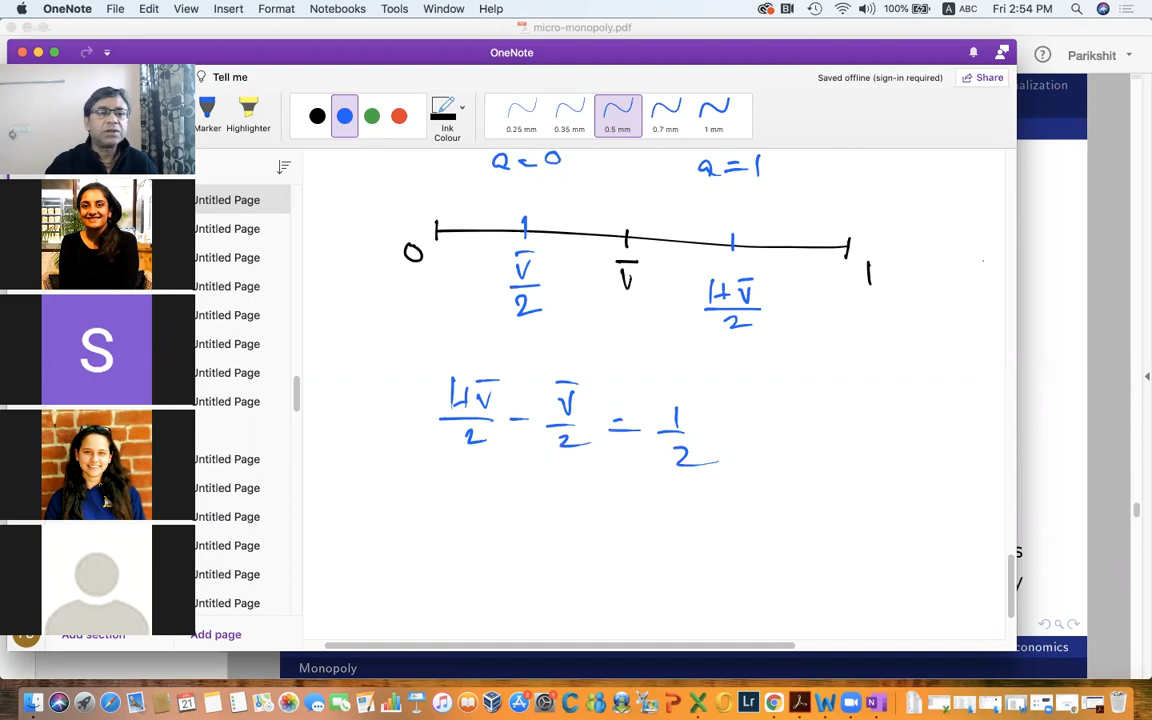 OneNote File Edit View Insert Format Notebooks Tools Window Help 100% A ABC Fri 2:54 PM
micro-monopoly.pdf
OneNote
Tell me
Saved offline (sign-in required) Share
Parikshit
Marker Highlighter
Ink Colour
0.25 mm 0.35 mm 0.5 mm 0.7 mm 1 mm
Untitled Page
Untitled Page
Untitled Page
Untitled Page
Untitled Page
Untitled Page
Untitled Page
Untitled Page
Untitled Page
Untitled Page
Untitled Page
Untitled Page
Untitled Page
Untitled Page
Add section Add page
S
a = 0 a = 1
0 v̄/2 v̄ (1+v̄)/2 1
(1+v̄)/2 - v̄/2 = 1/2
nalization
s
y
conomics
Monopoly
21
Lr